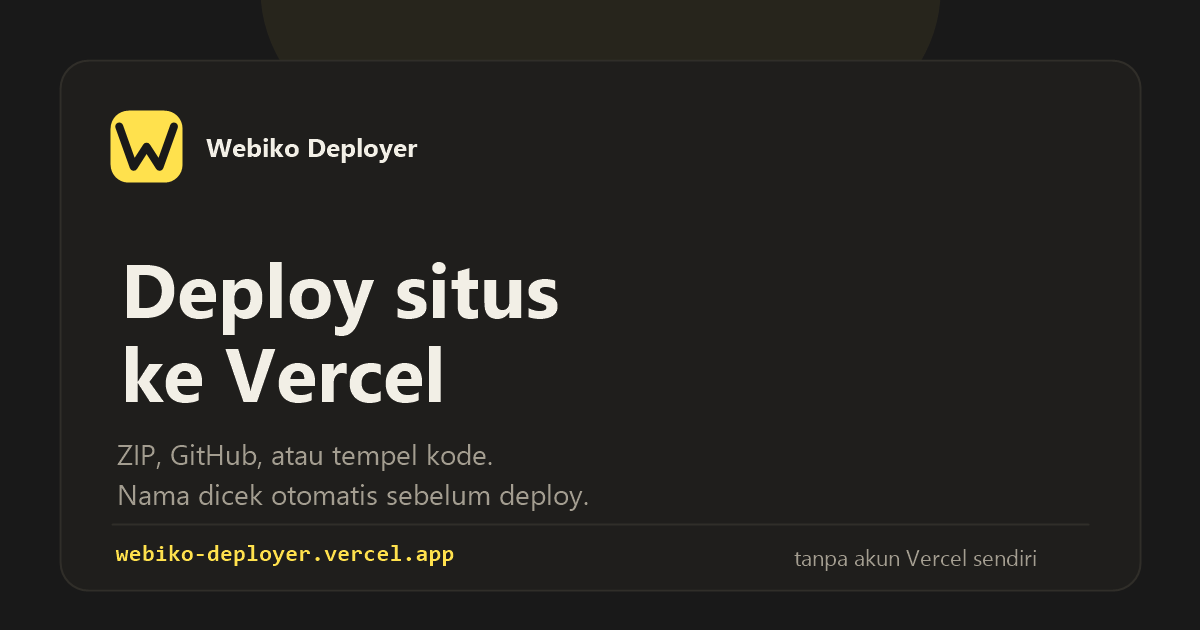 W
Webiko Deployer
Deploy situs
ke Vercel
ZIP, GitHub, atau tempel kode.
Nama dicek otomatis sebelum deploy.
webiko-deployer.vercel.app
tanpa akun Vercel sendiri